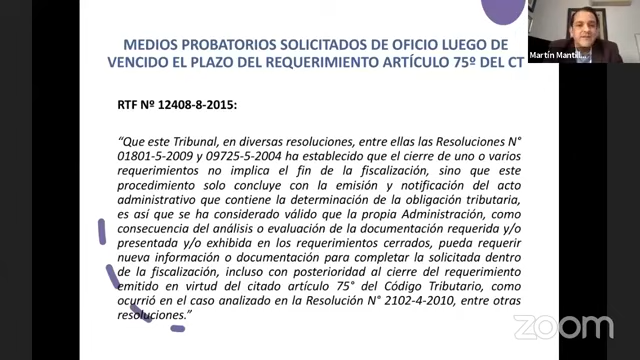 MEDIOS PROBATORIOS SOLICITADOS DE OFICIO LUEGO DE
VENCIDO EL PLAZO DEL REQUERIMIENTO ARTÍCULO 75º DEL CT
Martín Mantill...
RTF Nº 12408-8-2015:
“Que este Tribunal, en diversas resoluciones, entre ellas las Resoluciones N°
01801-5-2009 y 09725-5-2004 ha establecido que el cierre de uno o varios
requerimientos no implica el fin de la fiscalización, sino que este
procedimiento solo concluye con la emisión y notificación del acto
administrativo que contiene la determinación de la obligación tributaria,
es así que se ha considerado válido que la propia Administración, como
consecuencia del análisis o evaluación de la documentación requerida y/o
presentada y/o exhibida en los requerimientos cerrados, pueda requerir
nueva información o documentación para completar la solicitada dentro
de la fiscalización, incluso con posterioridad al cierre del requerimiento
emitido en virtud del citado artículo 75° del Código Tributario, como
ocurrió en el caso analizado en la Resolución N° 2102-4-2010, entre otras
resoluciones.”
zoom